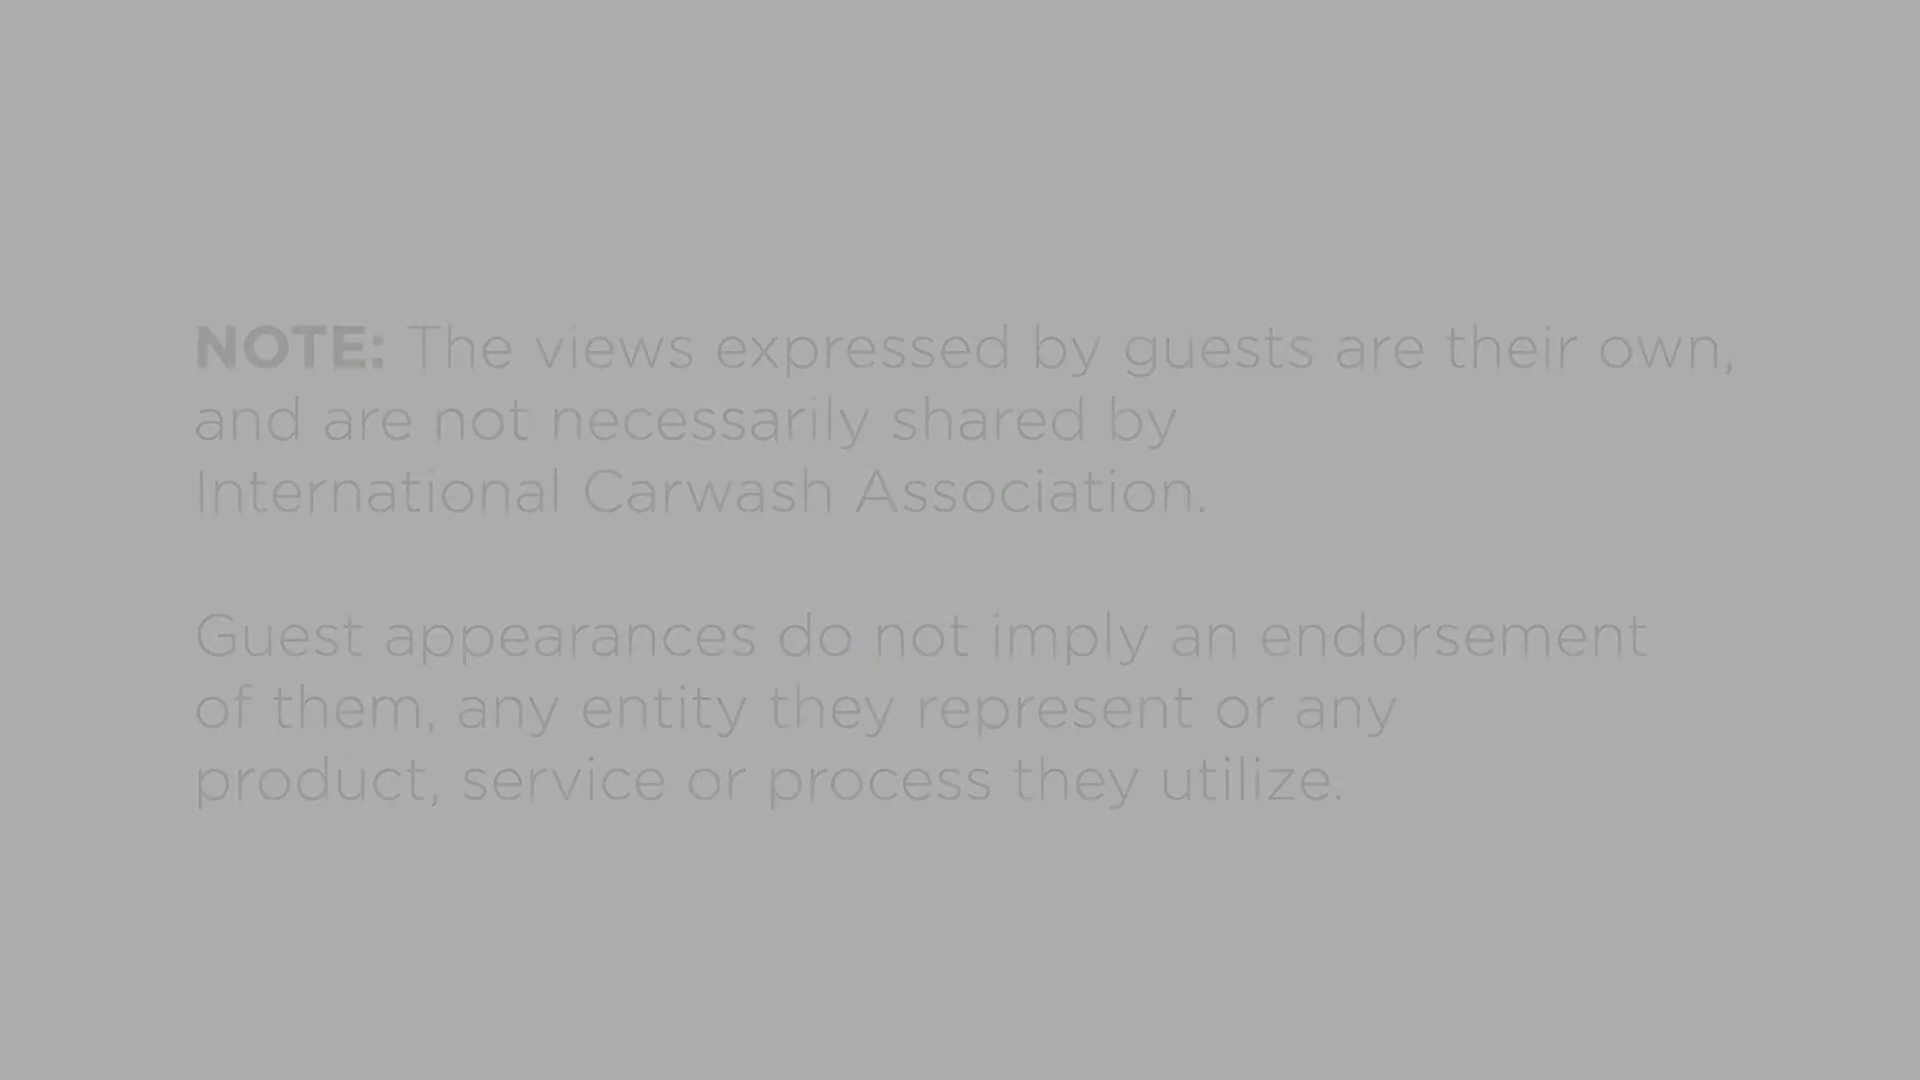 NOTE: The views expressed by guests are their own,
and are not necessarily shared by
International Carwash Association.
Guest appearances do not imply an endorsement
of them, any entity they represent or any
product, service or process they utilize.